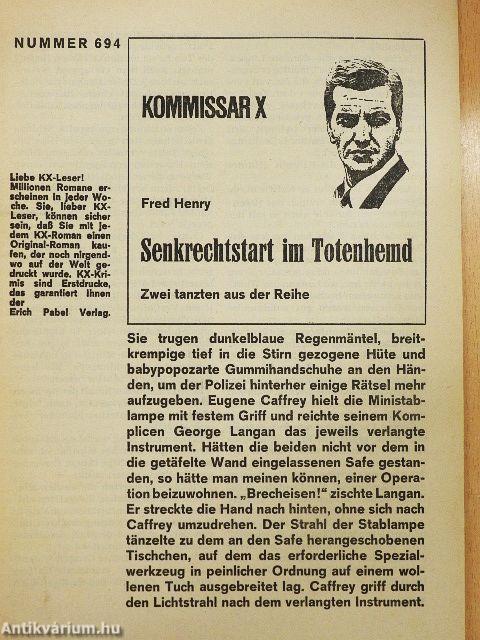 NUMMER 694
KOMMISSAR X
Fred Henry
Senkrechtstart im Totenhemd
Zwei tanzten aus der Reihe
Liebe KX-Leser!
Millionen Romane er-
scheinen in jeder Wo-
che. Sie, lieber KX-
Leser, können sicher
sein, daß Sie mit je-
dem KX-Roman einen
Original-Roman kau-
fen, der noch nirgend-
wo auf der Welt ge-
druckt wurde. KX-Kri-
mis sind Erstdrucke,
das garantiert Ihnen
der
Erich Pabel Verlag.
Sie trugen dunkelblaue Regenmäntel, breit-
krempige tief in die Stirn gezogene Hüte und
babypopozarte Gummihandschuhe an den Hän-
den, um der Polizei hinterher einige Rätsel mehr
aufzugeben. Eugene Caffrey hielt die Ministab-
lampe mit festem Griff und reichte seinem Kom-
plicen George Langan das jeweils verlangte
Instrument. Hätten die beiden nicht vor dem in
die getäfelte Wand eingelassenen Safe gestan-
den, so hätte man meinen können, einer Opera-
tion beizuwohnen. „Brecheisen!" zischte Langan.
Er streckte die Hand nach hinten, ohne sich nach
Caffrey umzudrehen. Der Strahl der Stablampe
tänzelte zu dem an den Safe herangeschobenen
Tischchen, auf dem das erforderliche Spezial-
werkzeug in peinlicher Ordnung auf einem wol-
lenen Tuch ausgebreitet lag. Caffrey griff durch
den Lichtstrahl nach dem verlangten Instrument.
Antikvárium.hu